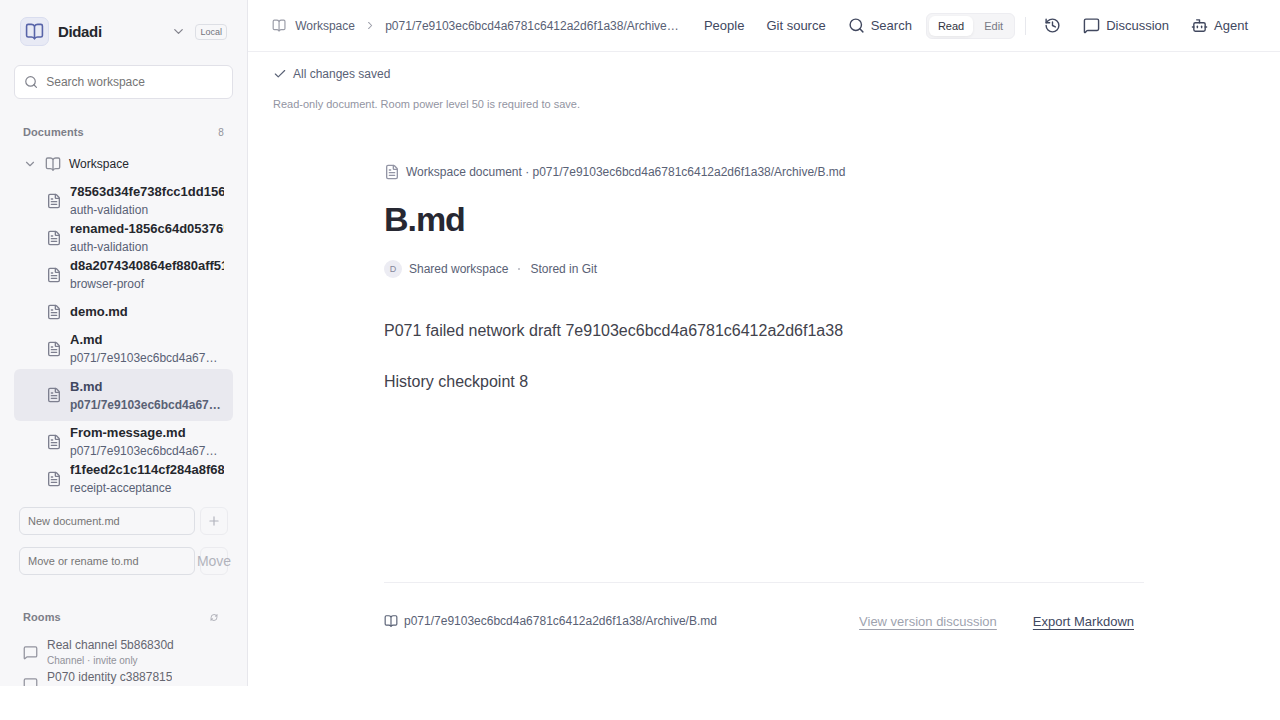 Didadi
Local
Search workspace
Documents 8
Workspace
78563d34fe738fcc1dd156
auth-validation
renamed-1856c64d05376
auth-validation
d8a2074340864ef880aff51
browser-proof
demo.md
A.md
p071/7e9103ec6bcd4a67…
B.md
p071/7e9103ec6bcd4a67…
From-message.md
p071/7e9103ec6bcd4a67…
f1feed2c1c114cf284a8f68
receipt-acceptance
New document.md
Move or rename to.md Move
Rooms
Real channel 5b86830d
Channel · invite only
P070 identity c3887815
Workspace p071/7e9103ec6bcd4a6781c6412a2d6f1a38/Archive… People Git source Search Read Edit Discussion Agent
All changes saved
Read-only document. Room power level 50 is required to save.
Workspace document · p071/7e9103ec6bcd4a6781c6412a2d6f1a38/Archive/B.md
B.md
D Shared workspace · Stored in Git
P071 failed network draft 7e9103ec6bcd4a6781c6412a2d6f1a38
History checkpoint 8
p071/7e9103ec6bcd4a6781c6412a2d6f1a38/Archive/B.md View version discussion Export Markdown